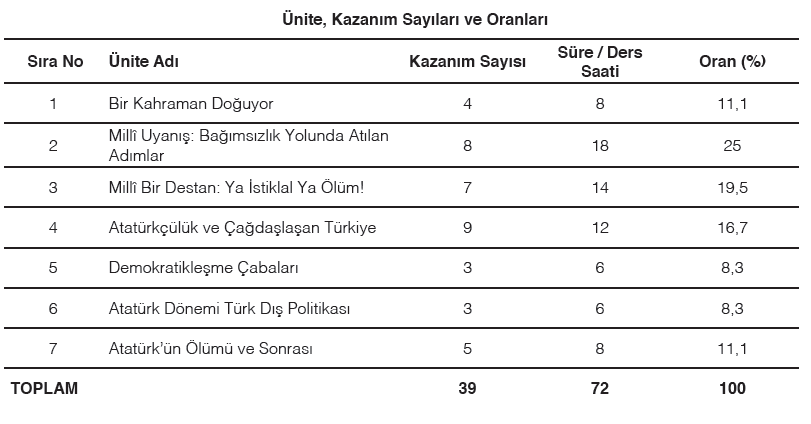 Ünite, Kazanım Sayıları ve Oranları
Sıra No Ünite Adı Kazanım Sayısı Süre / Ders Saati Oran (%)
1 Bir Kahraman Doğuyor 4 8 11,1
2 Millî Uyanış: Bağımsızlık Yolunda Atılan Adımlar 8 18 25
3 Millî Bir Destan: Ya İstiklal Ya Ölüm! 7 14 19,5
4 Atatürkçülük ve Çağdaşlaşan Türkiye 9 12 16,7
5 Demokratikleşme Çabaları 3 6 8,3
6 Atatürk Dönemi Türk Dış Politikası 3 6 8,3
7 Atatürk'ün Ölümü ve Sonrası 5 8 11,1
TOPLAM 39 72 100